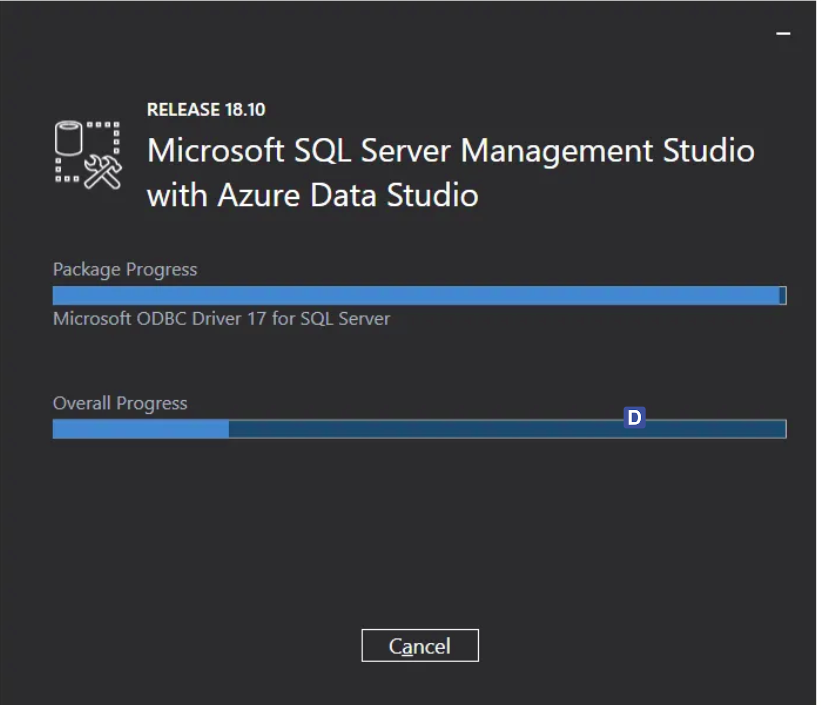 RELEASE 18.10
Microsoft SQL Server Management Studio
with Azure Data Studio
Package Progress
Microsoft ODBC Driver 17 for SQL Server
Overall Progress
D
Cancel